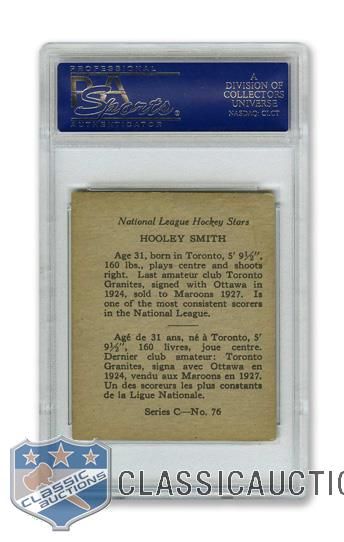 PROFESSIONAL
PSA
Sports
AUTHENTICATOR
A
DIVISION OF
COLLECTORS
UNIVERSE
NASDAQ: CLCT
National League Hockey Stars
HOOLEY SMITH
Age 31, born in Toronto, 5' 9½",
160 lbs., plays centre and shoots
right. Last amateur club Toronto
Granites, signed with Ottawa in
1924, sold to Maroons 1927. Is
one of the most consistent scorers
in the National League.
Agé de 31 ans, né à Toronto, 5'
9½", 160 livres, joue centre.
Dernier club amateur: Toronto
Granites, signa avec Ottawa en
1924, vendu aux Maroons en 1927.
Un des scoreurs les plus constants
de la Ligue Nationale.
Series C—No. 76
CLASSIC
AUCTIONS
CLASSICAUCTIO